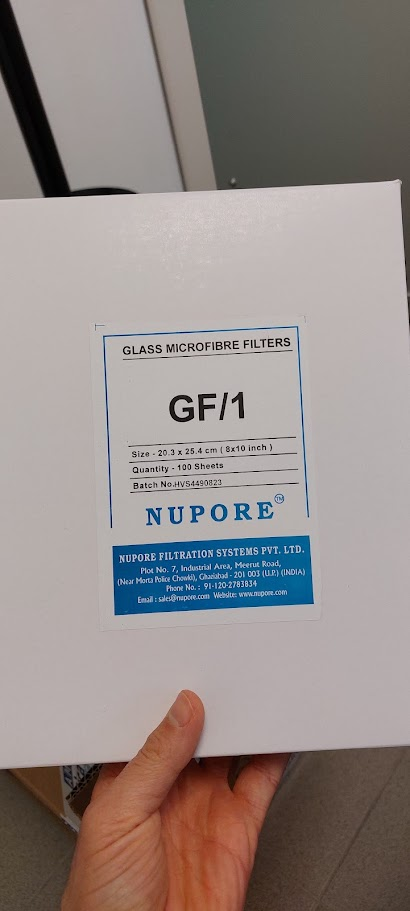 GLASS MICROFIBRE FILTERS
GF/1
Size - 20.3 x 25.4 cm ( 8x10 inch )
Quantity - 100 Sheets
Batch No.HVS4490823
NUPORE™
NUPORE FILTRATION SYSTEMS PVT. LTD.
Plot No. 7, Industrial Area, Meerut Road,
(Near Morta Police Chowki), Ghaziabad - 201 003 (U.P.) (INDIA)
Phone No. : 91-120-2783834
Email : sales@nupore.com Website: www.nupore.com